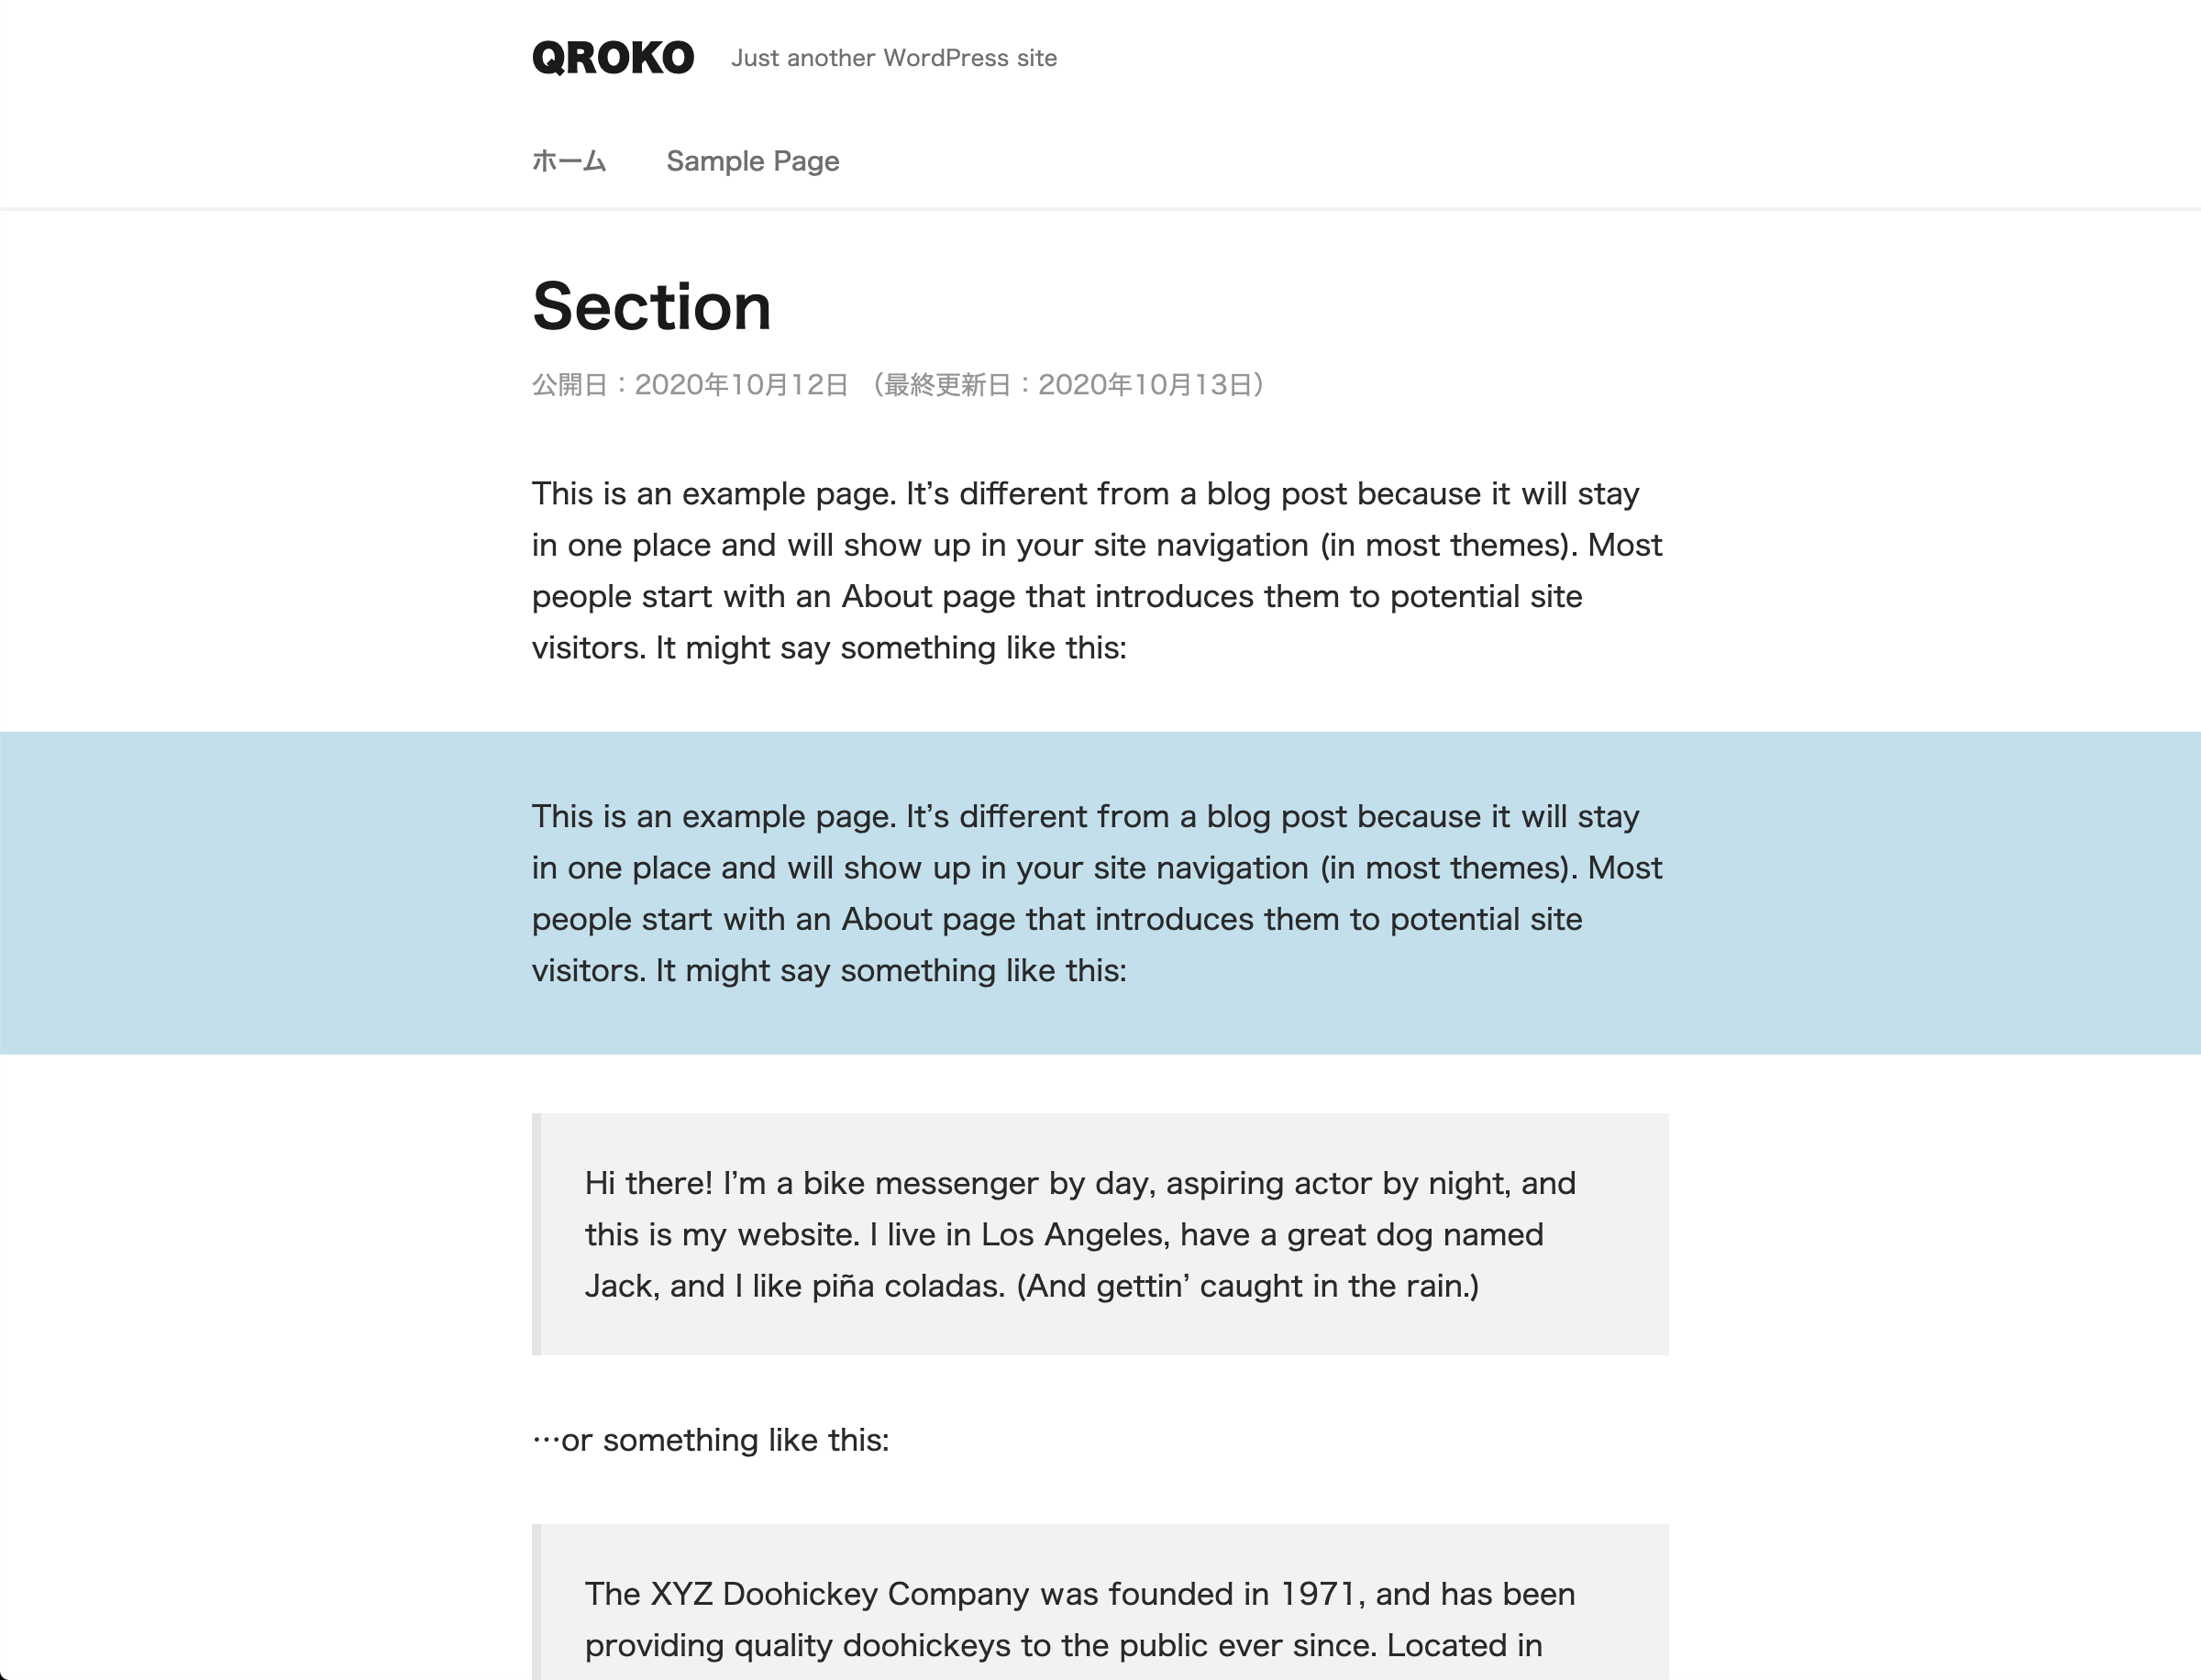 QROKO Just another WordPress site
ホーム Sample Page
Section
公開日：2020年10月12日 （最終更新日：2020年10月13日）
This is an example page. It’s different from a blog post because it will stay
in one place and will show up in your site navigation (in most themes). Most
people start with an About page that introduces them to potential site
visitors. It might say something like this:
This is an example page. It’s different from a blog post because it will stay
in one place and will show up in your site navigation (in most themes). Most
people start with an About page that introduces them to potential site
visitors. It might say something like this:
Hi there! I’m a bike messenger by day, aspiring actor by night, and
this is my website. I live in Los Angeles, have a great dog named
Jack, and I like piña coladas. (And gettin’ caught in the rain.)
…or something like this:
The XYZ Doohickey Company was founded in 1971, and has been
providing quality doohickeys to the public ever since. Located in